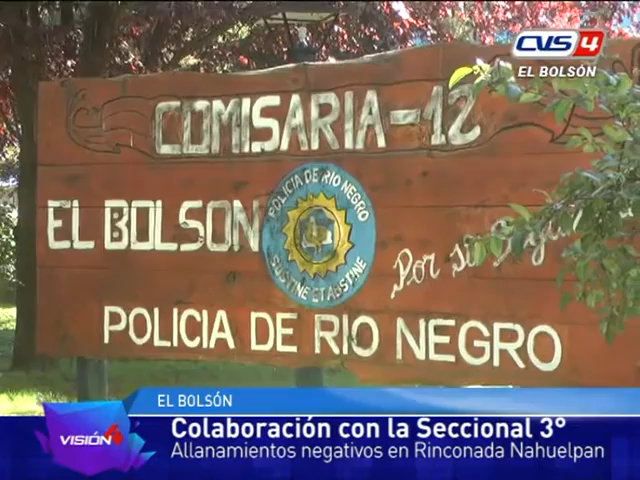 CVS 4
EL BOLSÓN
COMISARIA-12
EL BOLSON
POLICIA DE RIO NEGRO
SUSTINE ET ABSTINE
Por
POLICIA DE RIO NEGRO
EL BOLSÓN
VISIÓN 4
Colaboración con la Seccional 3°
Allanamientos negativos en Rinconada Nahuelpan